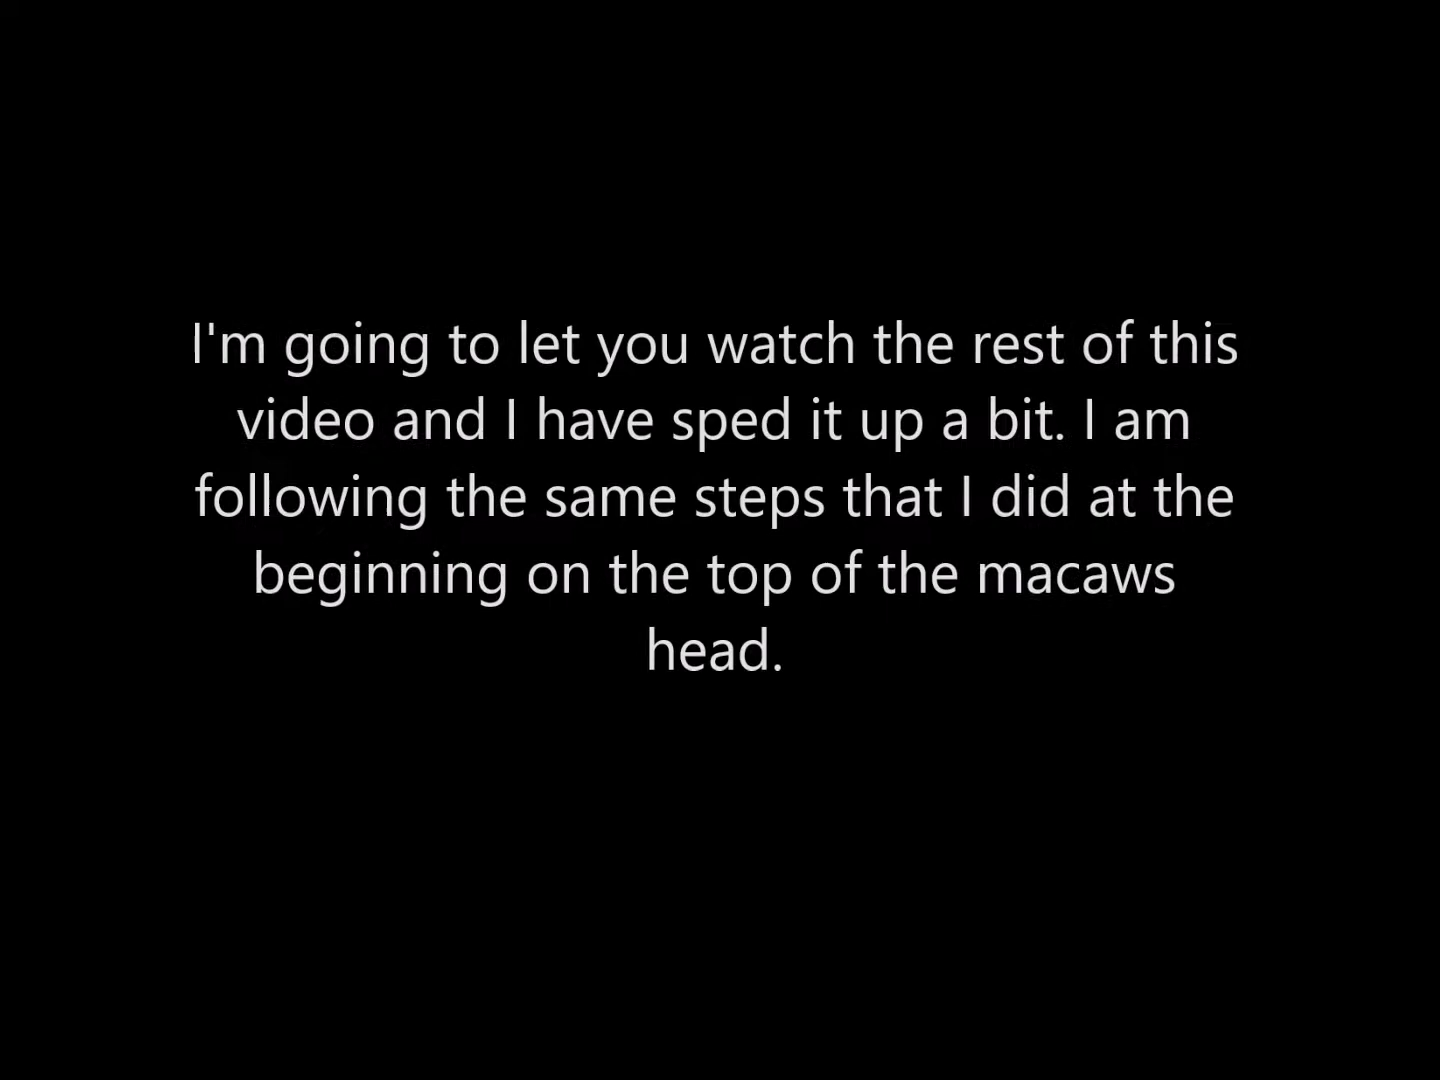 I'm going to let you watch the rest of this
video and I have sped it up a bit. I am
following the same steps that I did at the
beginning on the top of the macaws
head.